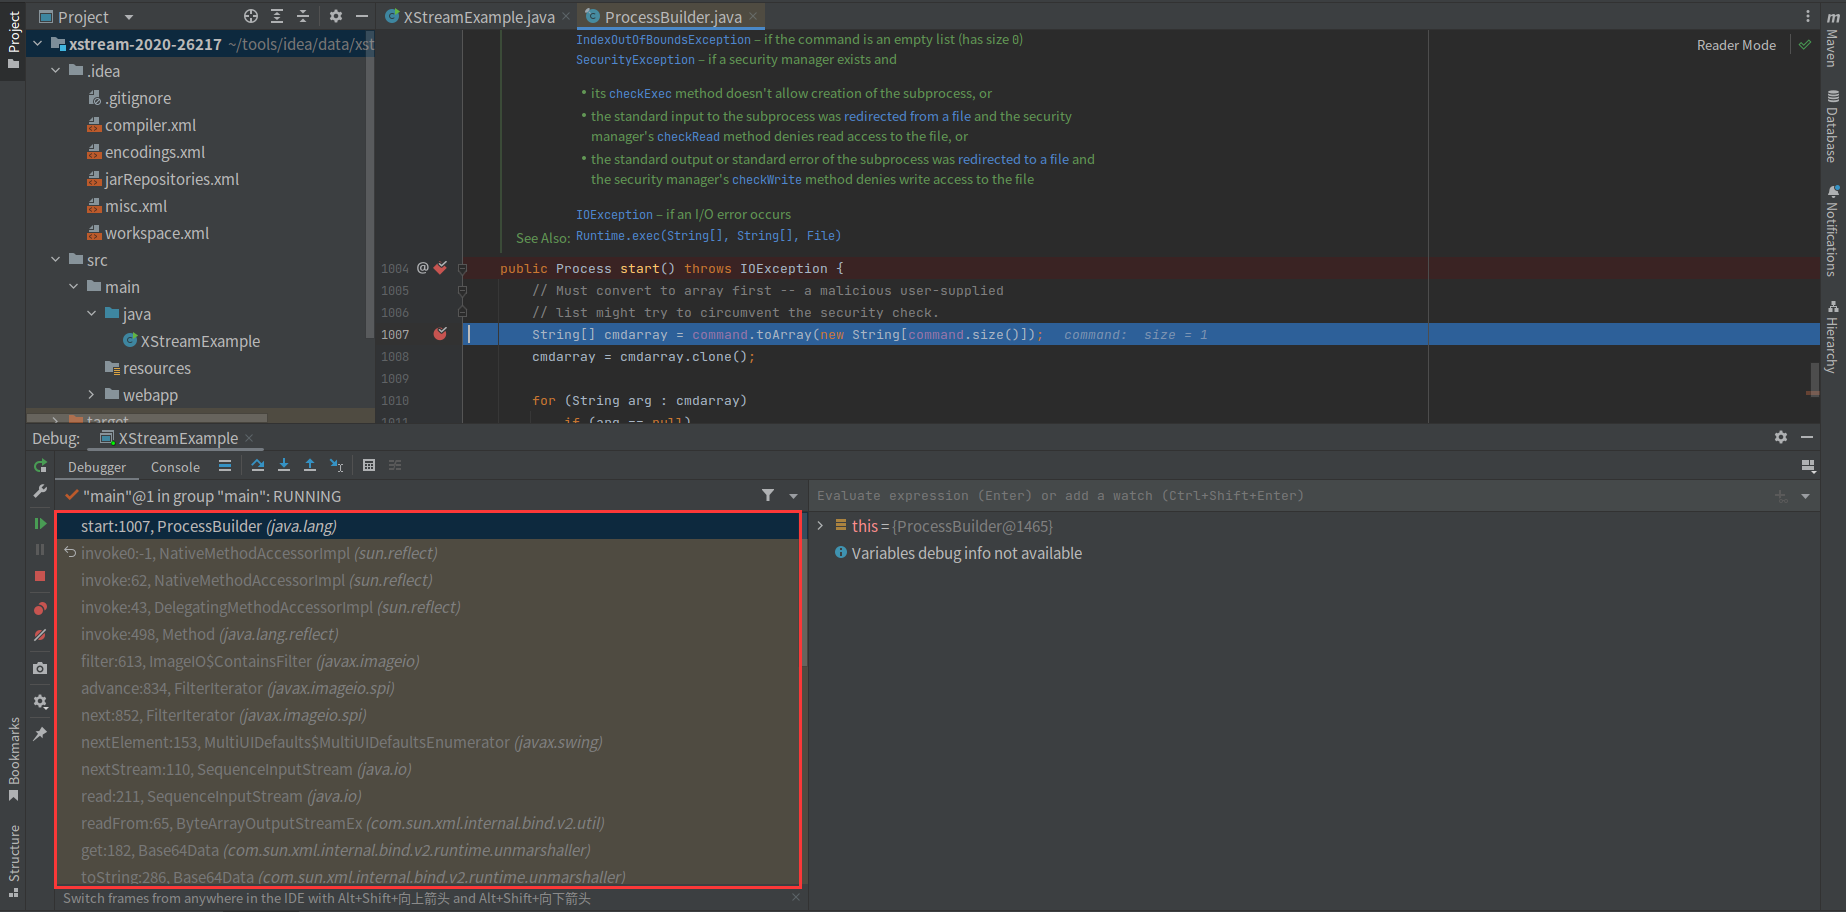 Project
XStreamExample.java
ProcessBuilder.java
Project
xstream-2020-26217 ~/tools/idea/data/xst
.idea
.gitignore
compiler.xml
encodings.xml
jarRepositories.xml
misc.xml
workspace.xml
src
main
java
XStreamExample
resources
webapp
target
IndexOutOfBoundsException – if the command is an empty list (has size 0)
SecurityException – if a security manager exists and
• its checkExec method doesn't allow creation of the subprocess, or
• the standard input to the subprocess was redirected from a file and the security
manager's checkRead method denies read access to the file, or
• the standard output or standard error of the subprocess was redirected to a file and
the security manager's checkWrite method denies write access to the file
IOException – if an I/O error occurs
See Also: Runtime.exec(String[], String[], File)
Reader Mode
1004 @ public Process start() throws IOException {
1005 // Must convert to array first -- a malicious user-supplied
1006 // list might try to circumvent the security check.
1007 String[] cmdarray = command.toArray(new String[command.size()]); command: size = 1
1008 cmdarray = cmdarray.clone();
1009
1010 for (String arg : cmdarray)
1011 if (arg == null)
m
Maven
Database
Notifications
Hierarchy
Debug: XStreamExample
Debugger Console
"main"@1 in group "main": RUNNING
Evaluate expression (Enter) or add a watch (Ctrl+Shift+Enter)
start:1007, ProcessBuilder (java.lang)
invoke0:-1, NativeMethodAccessorImpl (sun.reflect)
invoke:62, NativeMethodAccessorImpl (sun.reflect)
invoke:43, DelegatingMethodAccessorImpl (sun.reflect)
invoke:498, Method (java.lang.reflect)
filter:613, ImageIO$ContainsFilter (javax.imageio)
advance:834, FilterIterator (javax.imageio.spi)
next:852, FilterIterator (javax.imageio.spi)
nextElement:153, MultiUIDefaults$MultiUIDefaultsEnumerator (javax.swing)
nextStream:110, SequenceInputStream (java.io)
read:211, SequenceInputStream (java.io)
readFrom:65, ByteArrayOutputStreamEx (com.sun.xml.internal.bind.v2.util)
get:182, Base64Data (com.sun.xml.internal.bind.v2.runtime.unmarshaller)
toString:286, Base64Data (com.sun.xml.internal.bind.v2.runtime.unmarshaller)
this = {ProcessBuilder@1465}
Variables debug info not available
Bookmarks
Structure
Switch frames from anywhere in the IDE with Alt+Shift+向上箭头 and Alt+Shift+向下箭头